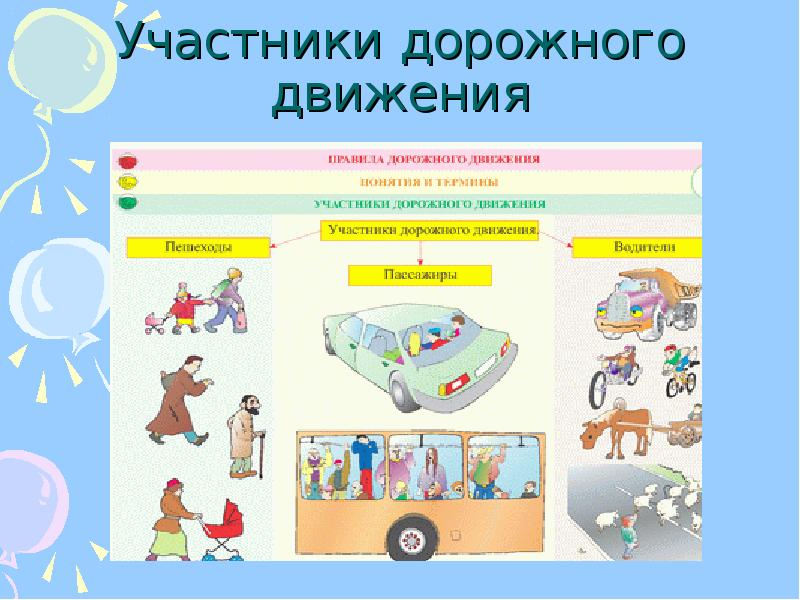 Участники дорожного
движения
ПРАВИЛА ДОРОЖНОГО ДВИЖЕНИЯ
ПОНЯТИЯ И ТЕРМИНЫ
УЧАСТНИКИ ДОРОЖНОГО ДВИЖЕНИЯ
Участники дорожного движения.
Пешеходы
Водители
Пассажиры